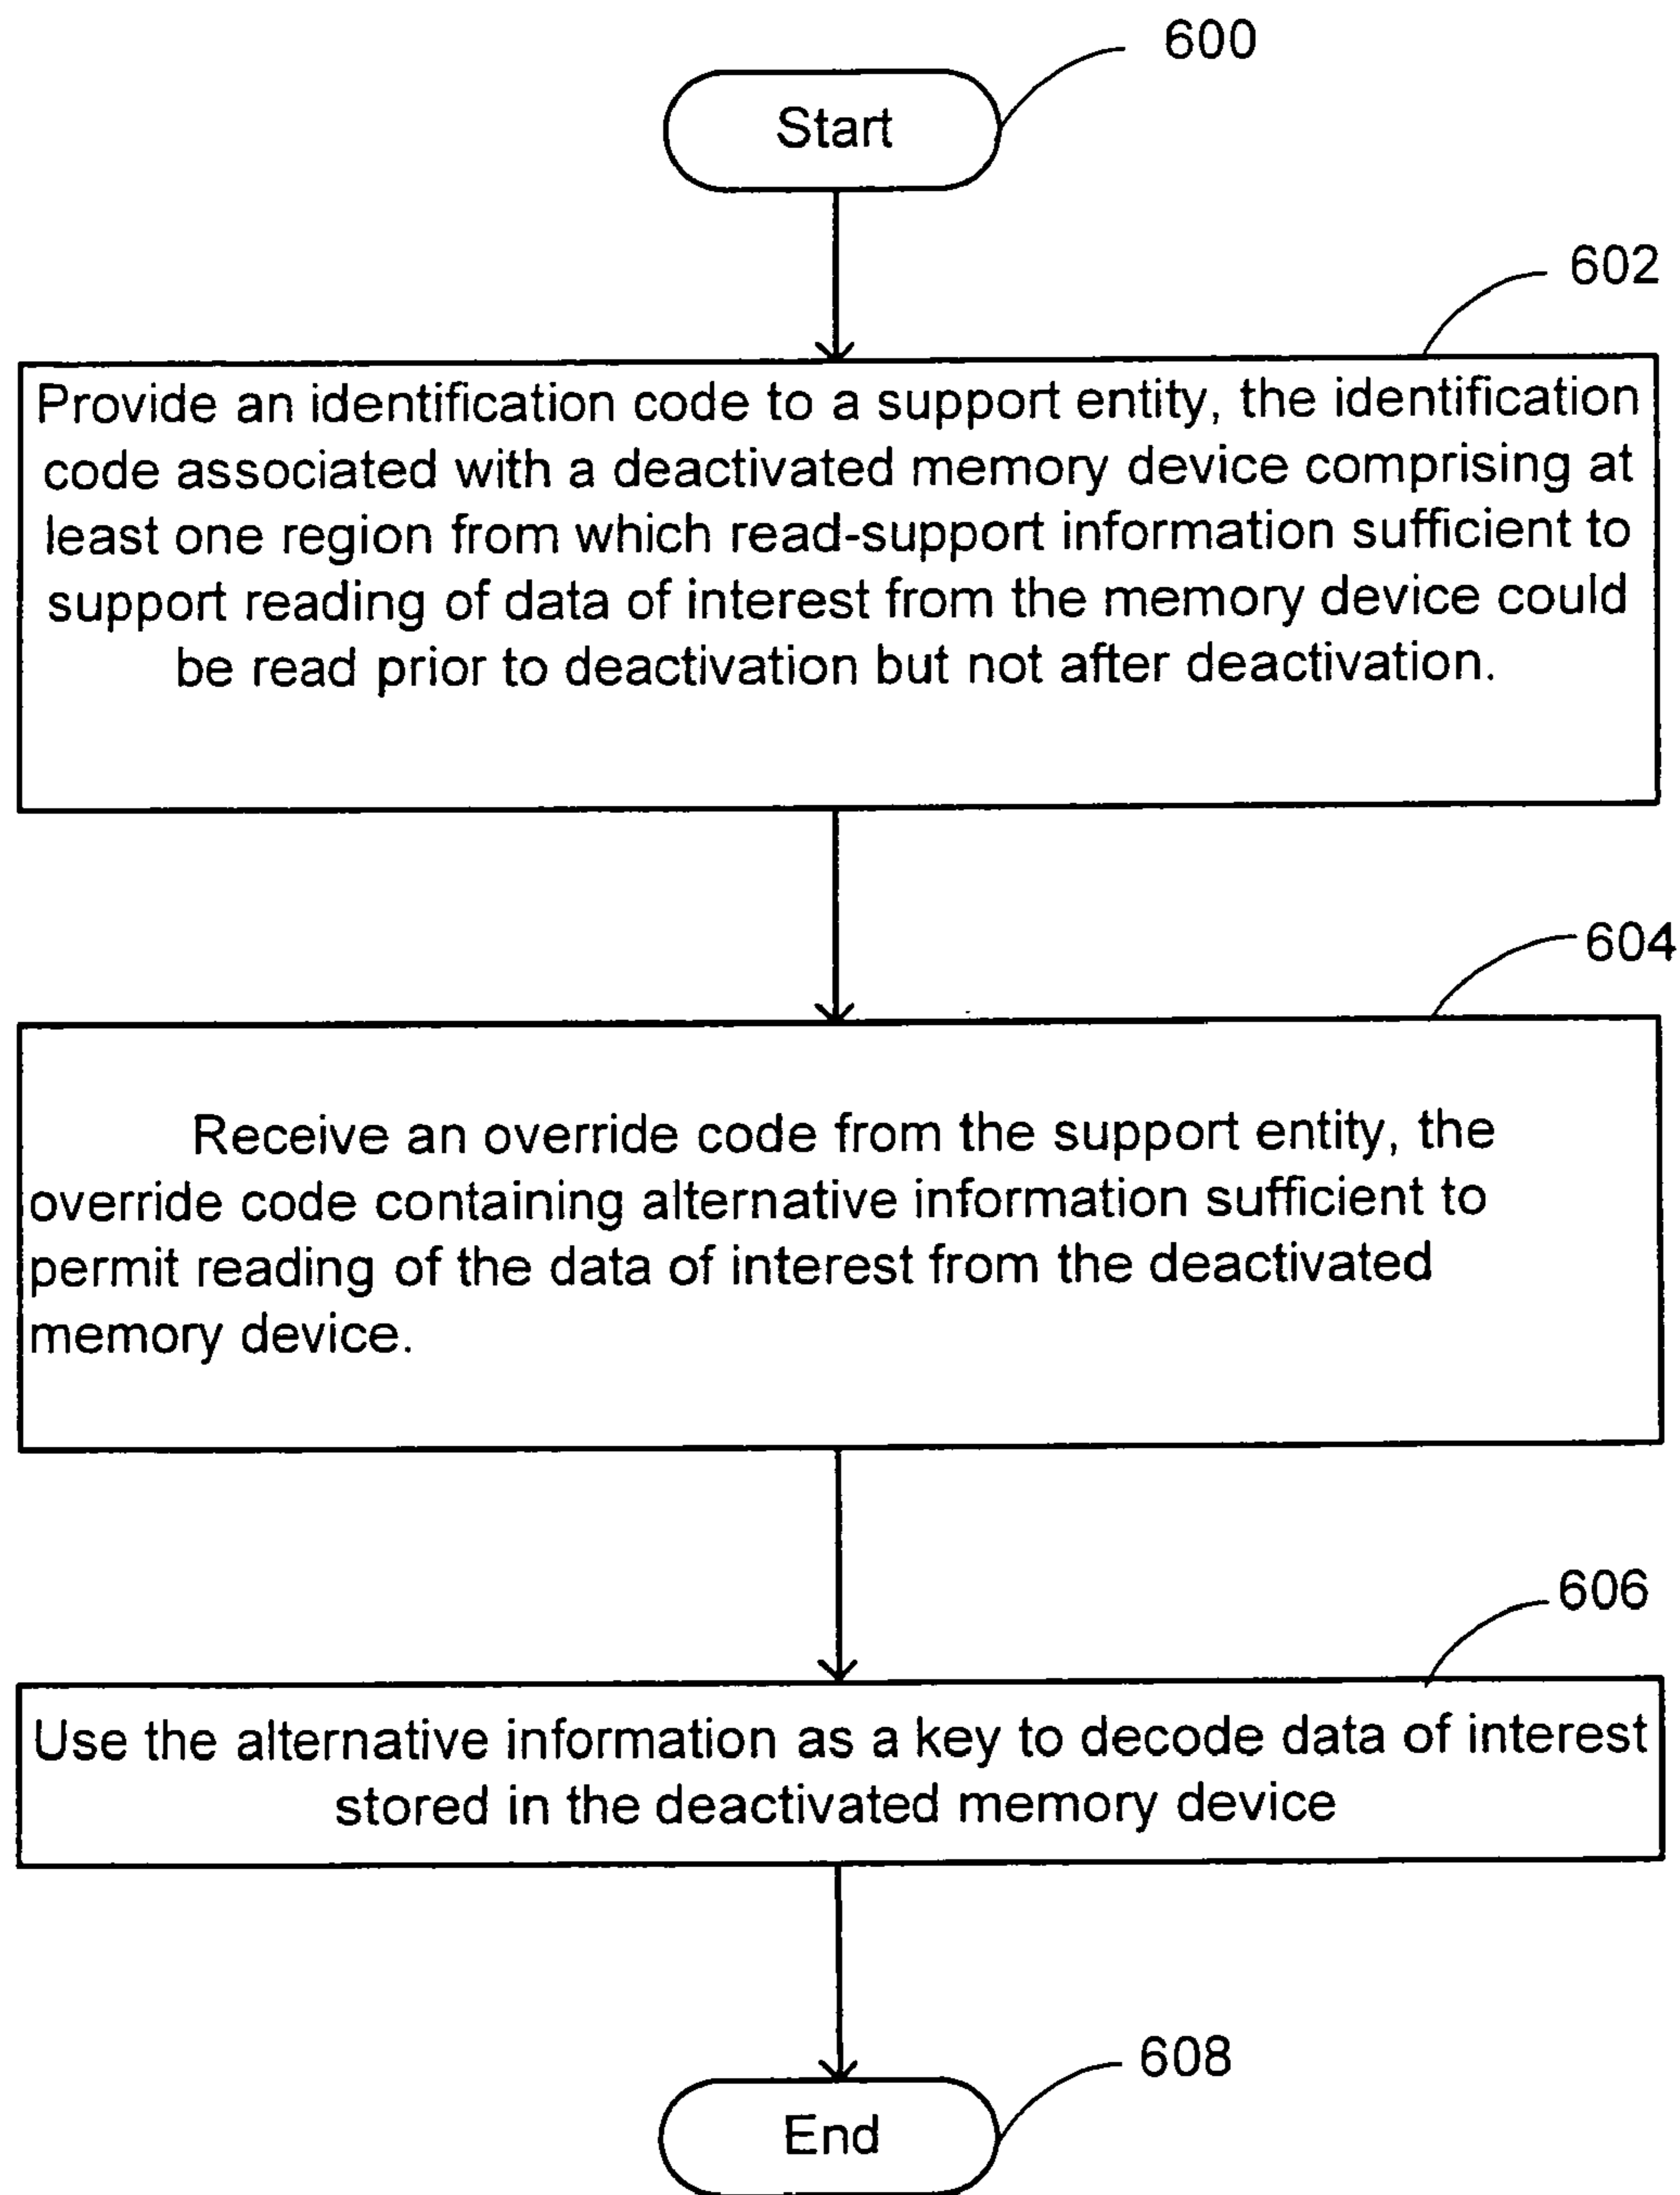 600
Start
602
Provide an identification code to a support entity, the identification
code associated with a deactivated memory device comprising at
least one region from which read-support information sufficient to
support reading of data of interest from the memory device could
be read prior to deactivation but not after deactivation.
604
Receive an override code from the support entity, the
override code containing alternative information sufficient to
permit reading of the data of interest from the deactivated
memory device.
606
Use the alternative information as a key to decode data of interest
stored in the deactivated memory device
608
End